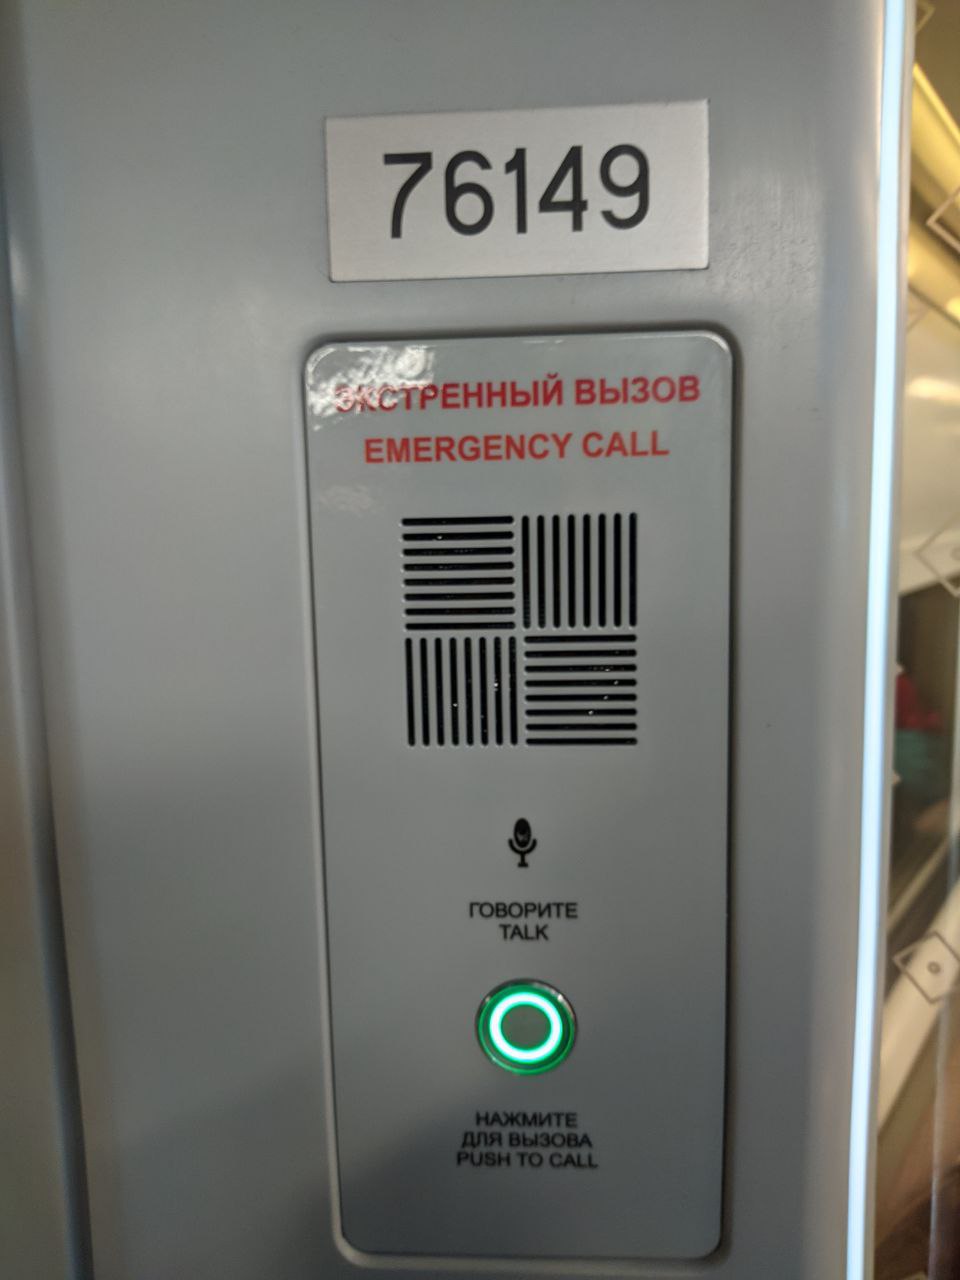 76149
ЭКСТРЕННЫЙ ВЫЗОВ
EMERGENCY CALL
ГОВОРИТЕ
TALK
НАЖМИТЕ
ДЛЯ ВЫЗОВА
PUSH TO CALL